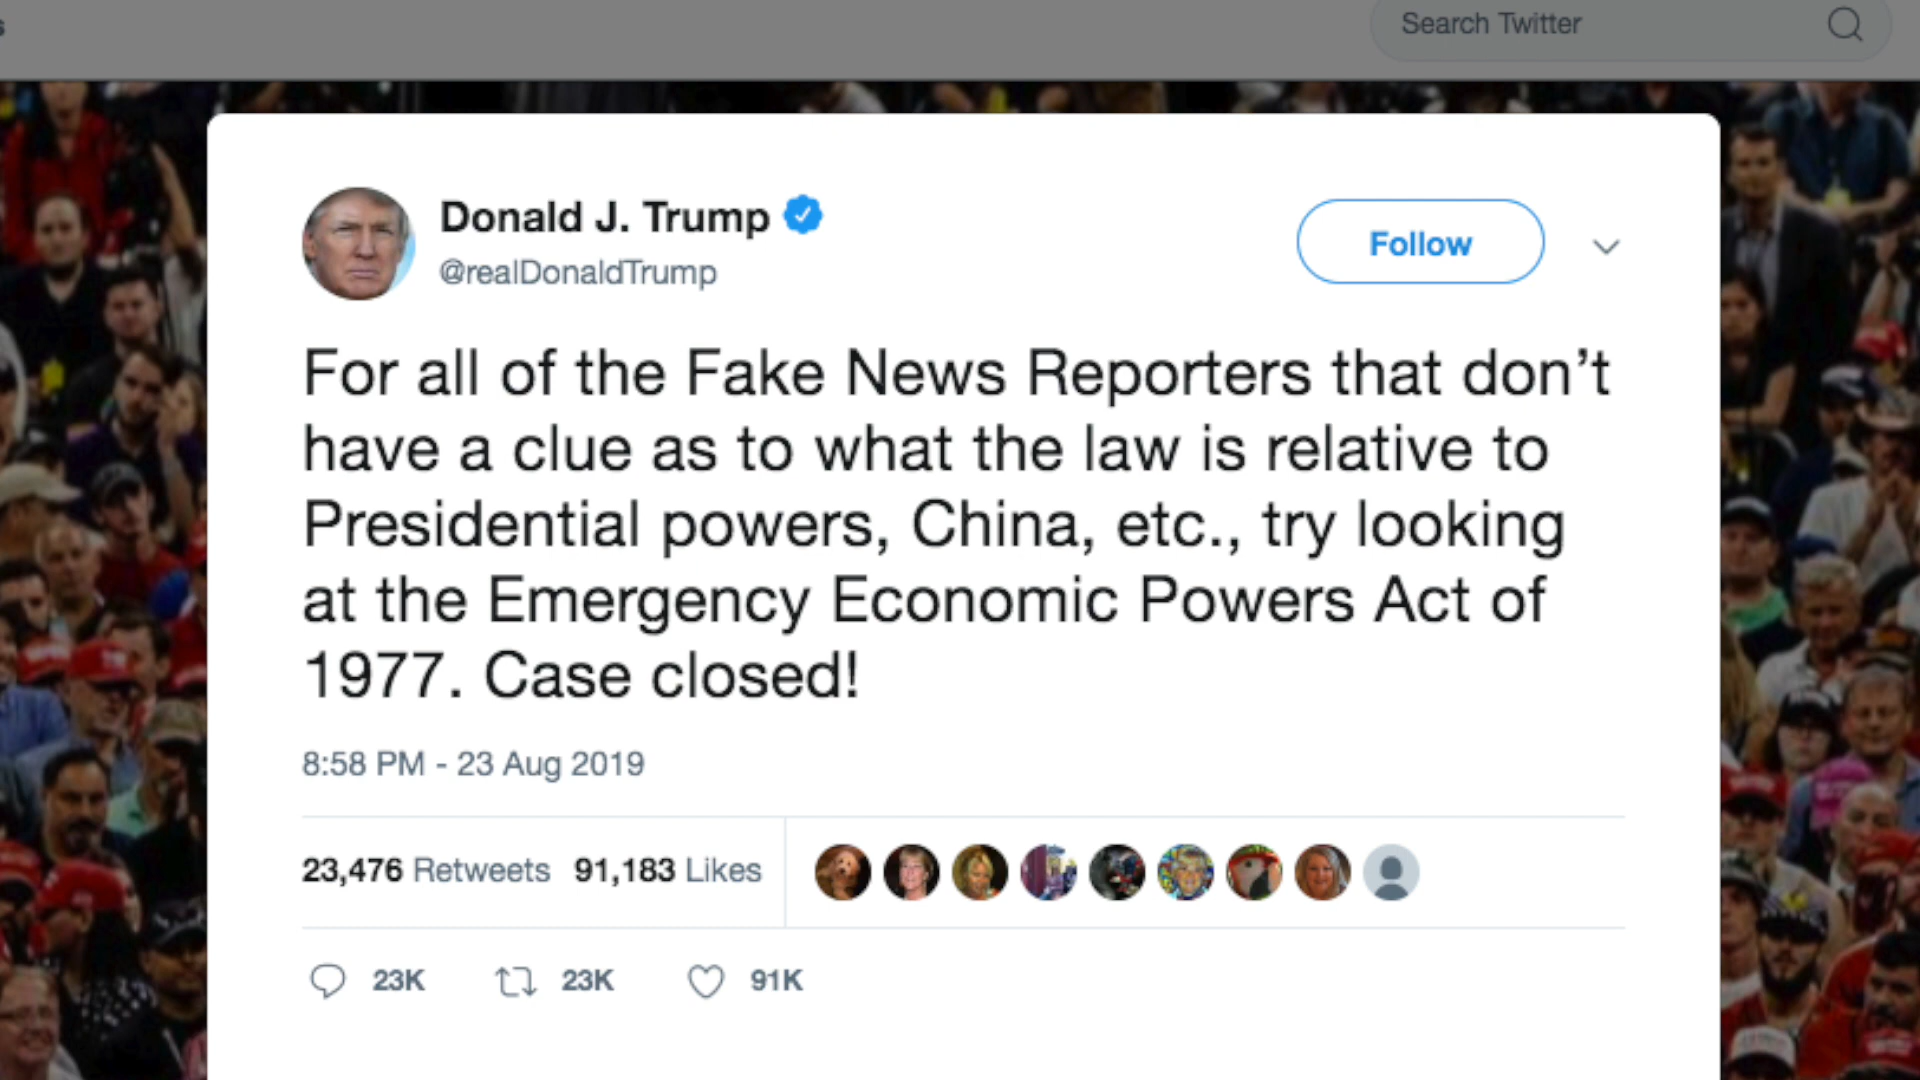 Search Twitter
Donald J. Trump
@realDonaldTrump
Follow
For all of the Fake News Reporters that don’t
have a clue as to what the law is relative to
Presidential powers, China, etc., try looking
at the Emergency Economic Powers Act of
1977. Case closed!
8:58 PM - 23 Aug 2019
23,476 Retweets 91,183 Likes
23K 23K 91K